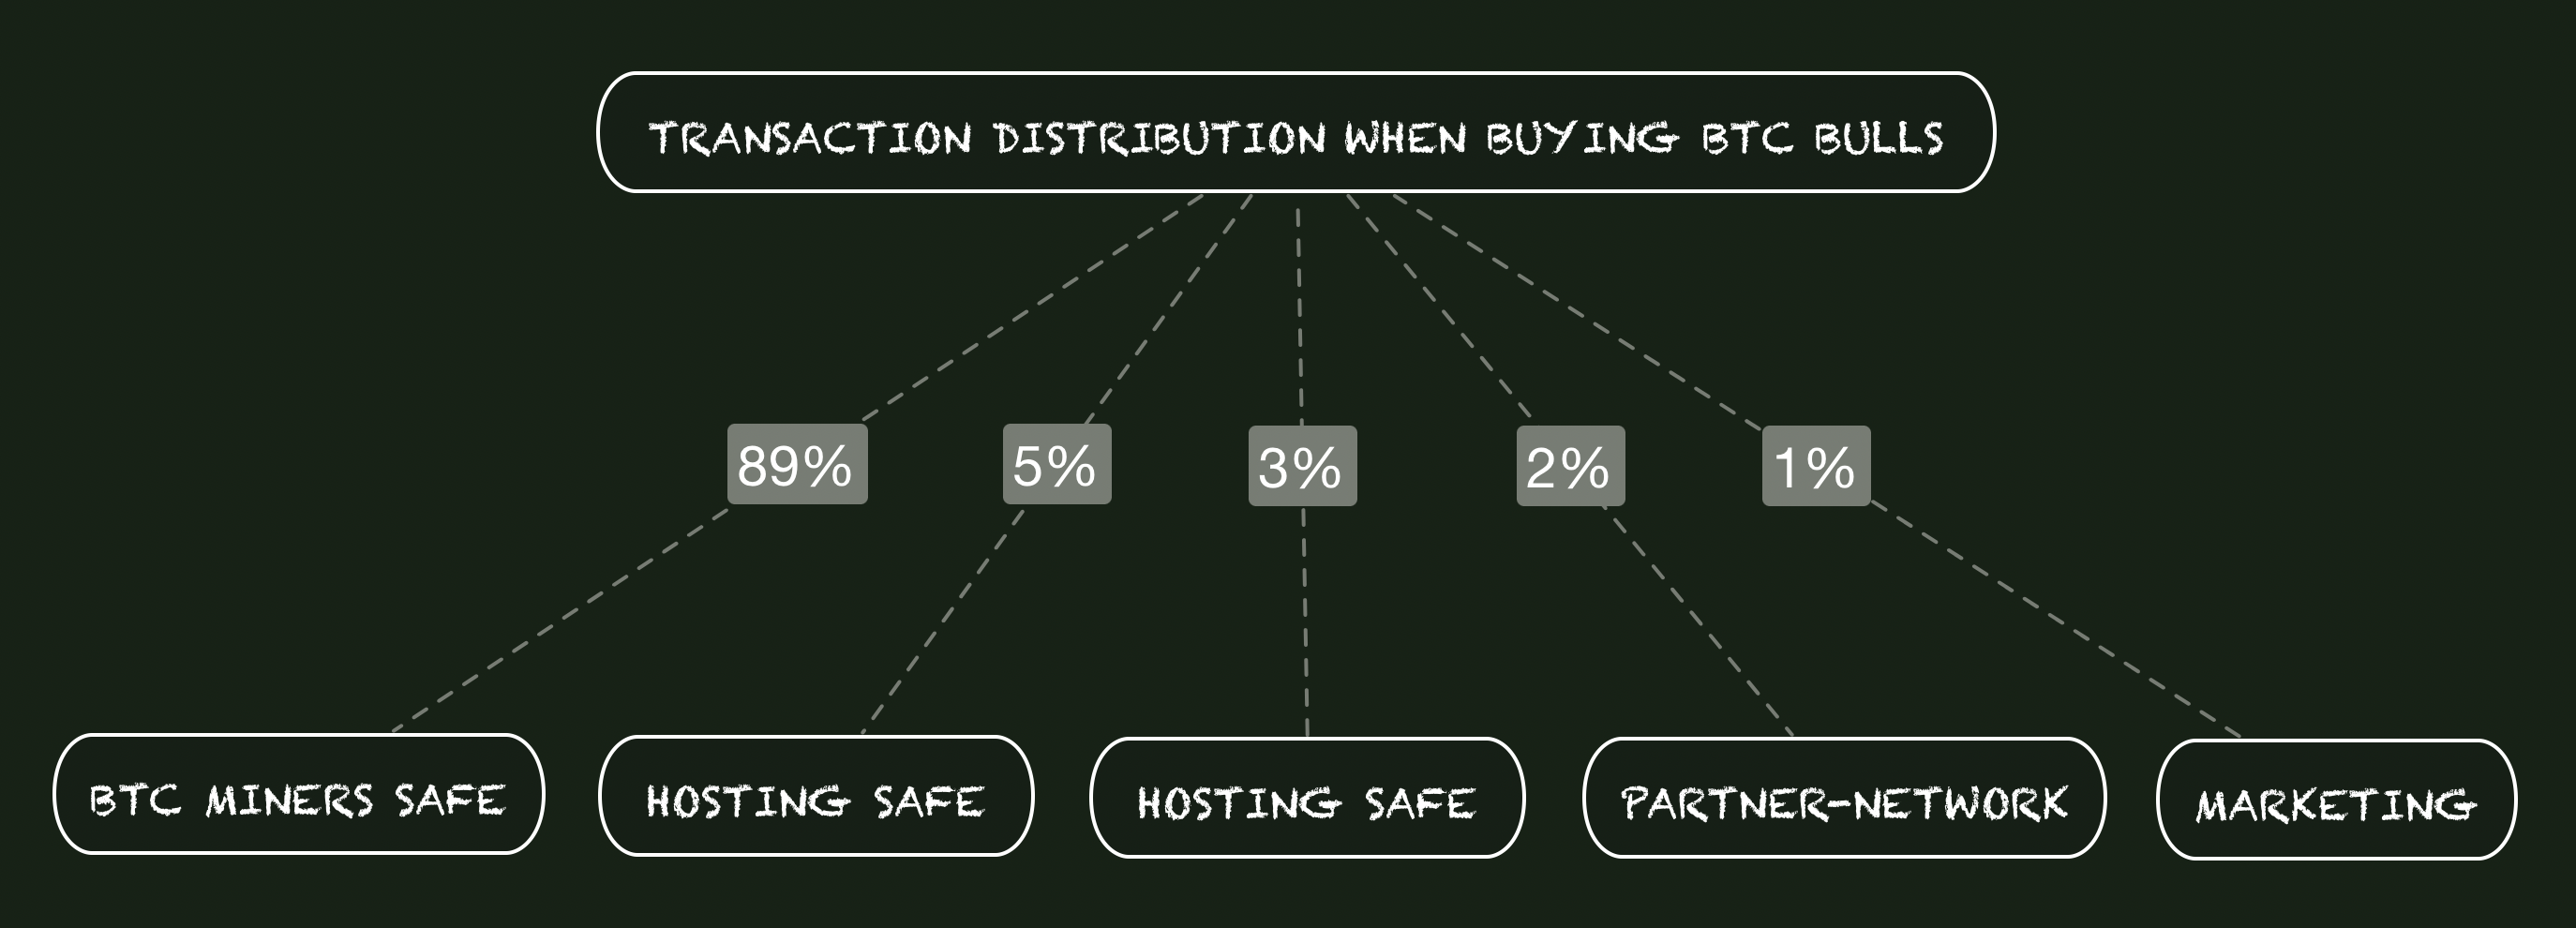 TRANSACTION DISTRIBUTION WHEN BUYING BTC BULLS
89%
5%
3%
2%
1%
BTC MINERS SAFE
HOSTING SAFE
HOSTING SAFE
PARTNER-NETWORK
MARKETING